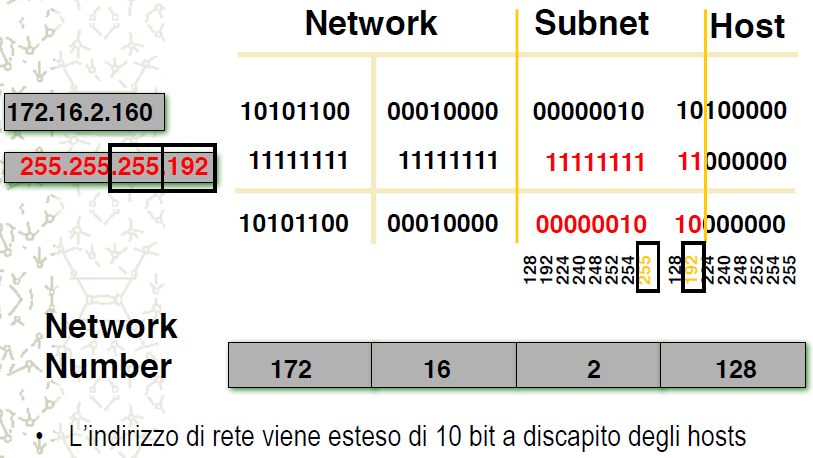 Network Subnet Host
172.16.2.160 10101100 00010000 00000010 10100000
255.255.255.192 11111111 11111111 11111111 11000000
10101100 00010000 00000010 10000000
128 192 224 240 248 252 254 255 128 192 224 240 248 252 254 255
Network
Number
172 16 2 128
• L’indirizzo di rete viene esteso di 10 bit a discapito degli hosts